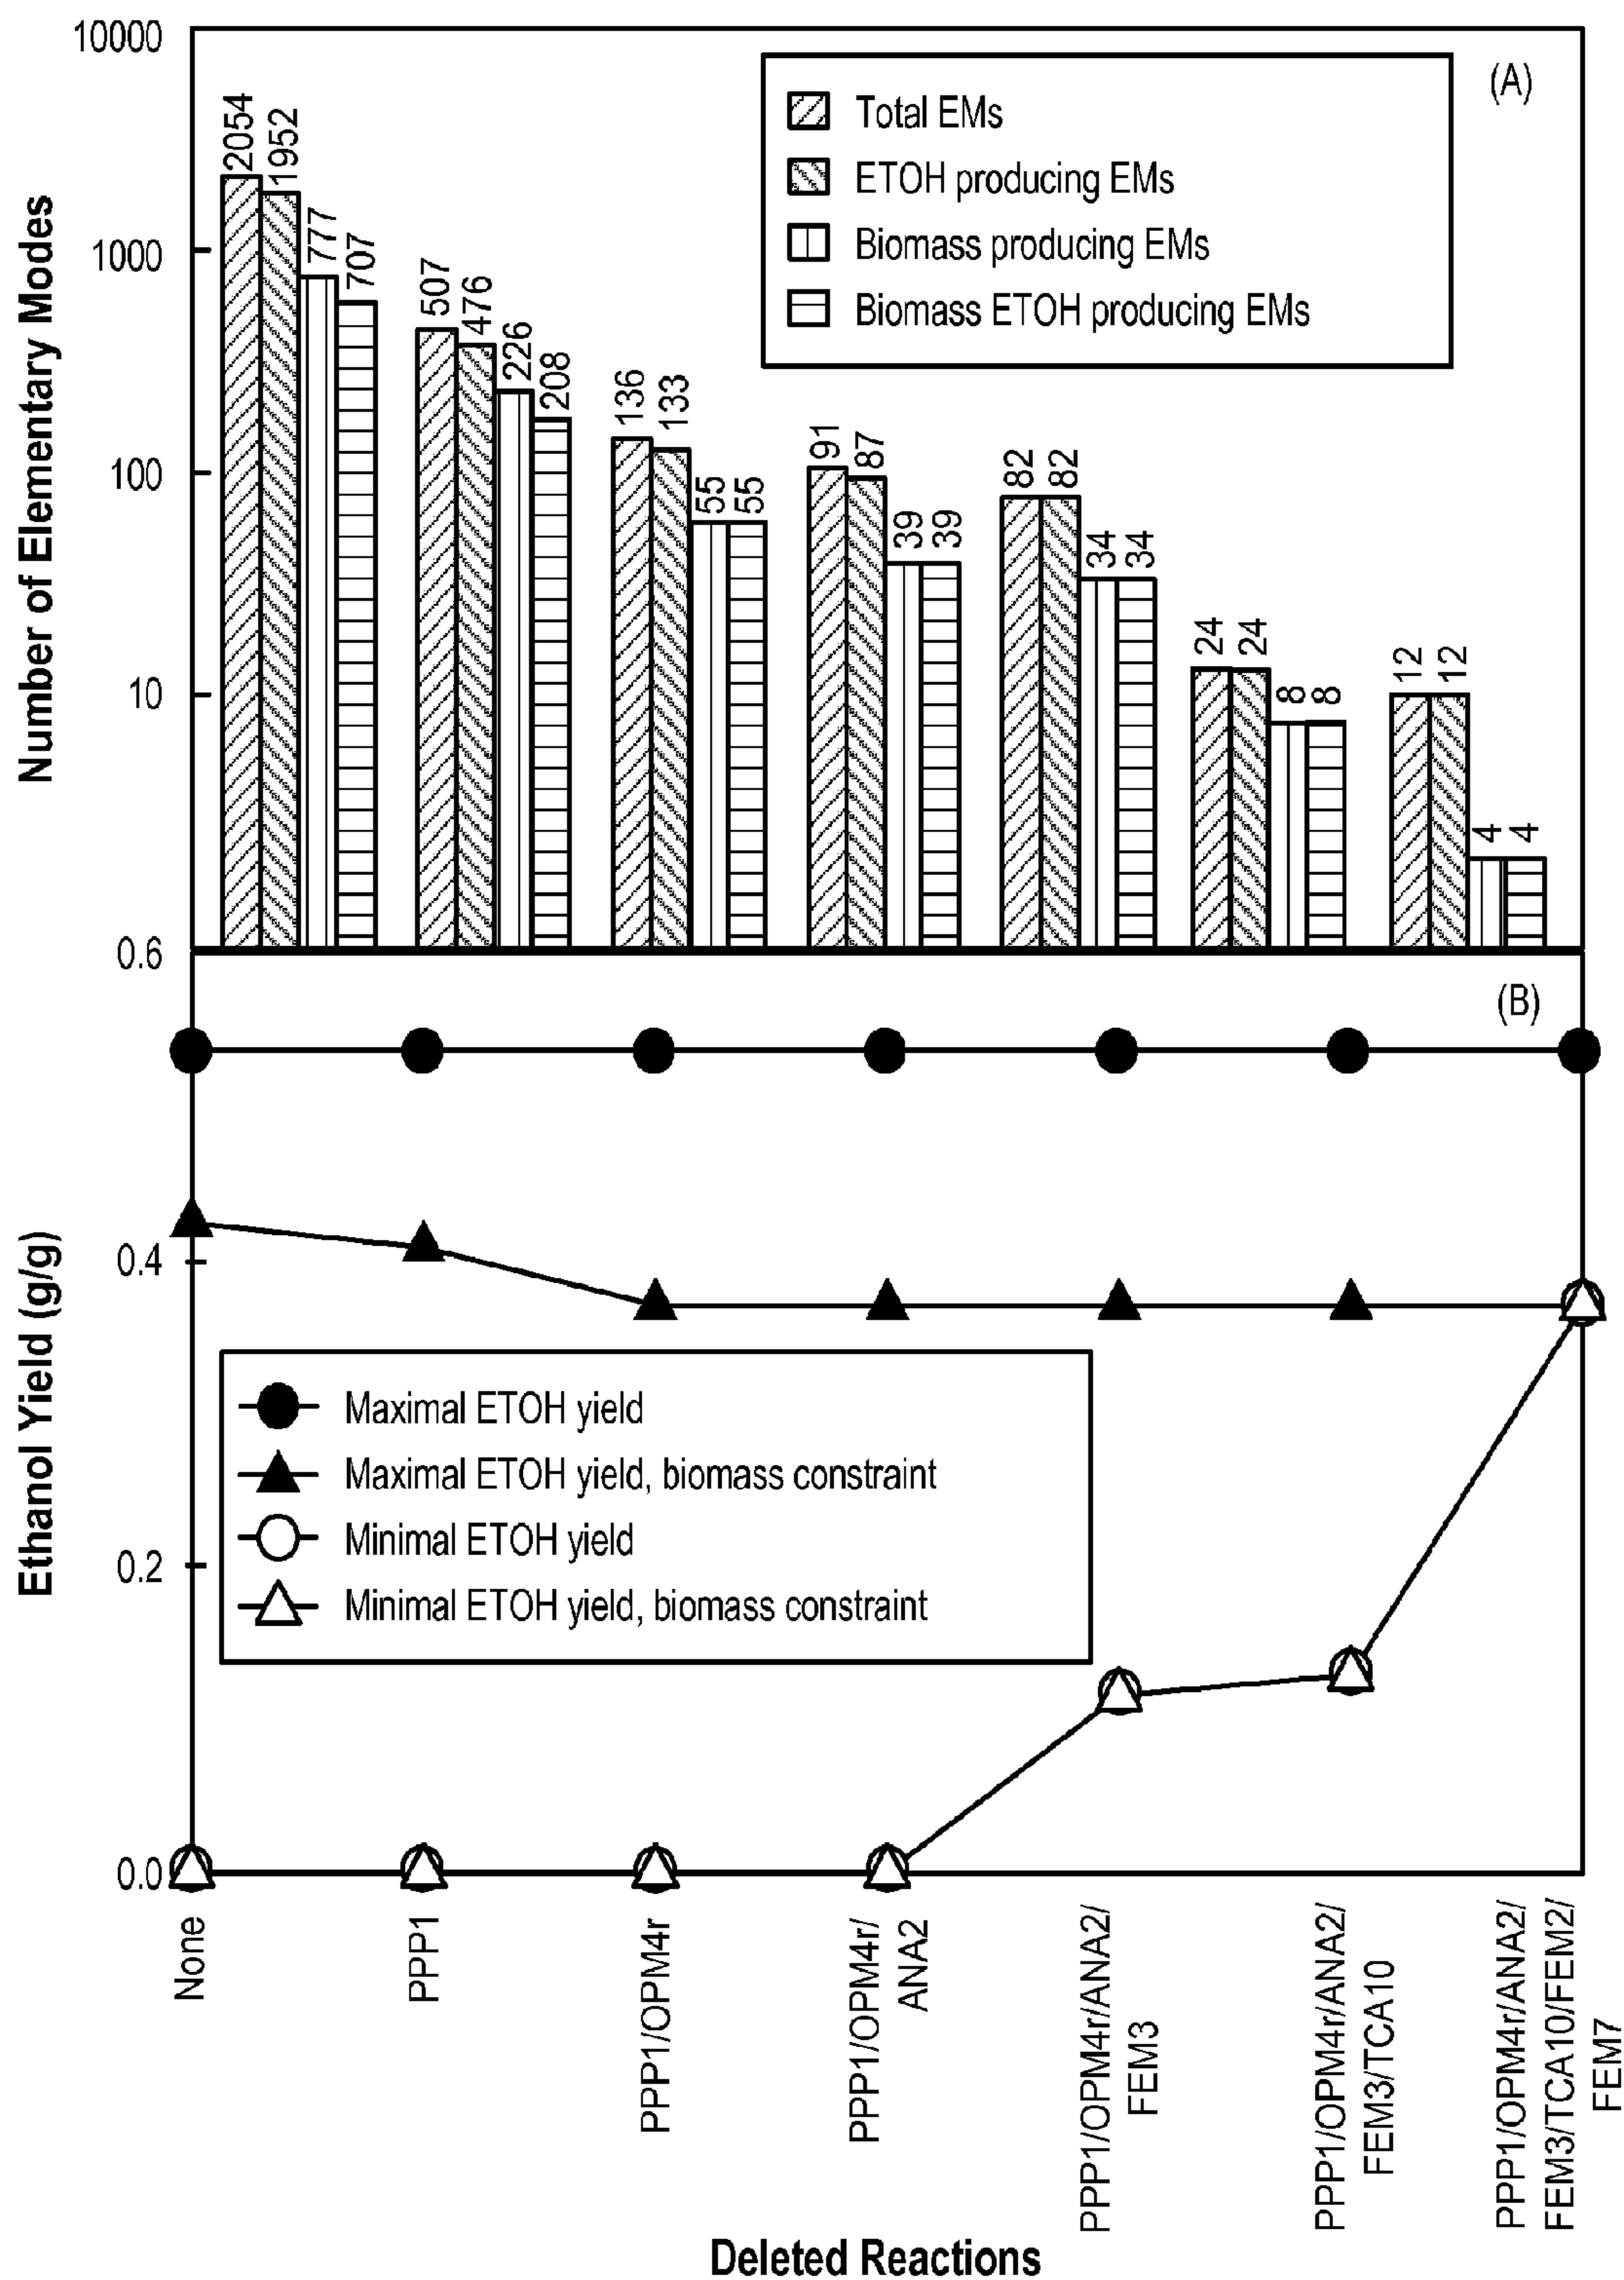 10000
1000
100
10
0.6
0.4
0.2
0.0
Number of Elementary Modes
Ethanol Yield (g/g)
(A)
Total EMs
ETOH producing EMs
Biomass producing EMs
Biomass ETOH producing EMs
2054
1952
777
707
507
476
226
208
136
133
55
55
91
87
39
39
82
82
34
34
24
24
8
8
12
12
4
4
(B)
Maximal ETOH yield
Maximal ETOH yield, biomass constraint
Minimal ETOH yield
Minimal ETOH yield, biomass constraint
None
PPP1
PPP1/OPM4r
PPP1/OPM4r/
ANA2
PPP1/OPM4r/ANA2/
FEM3
PPP1/OPM4r/ANA2/
FEM3/TCA10
PPP1/OPM4r/ANA2/
FEM3/TCA10/FEM2/
FEM7
Deleted Reactions